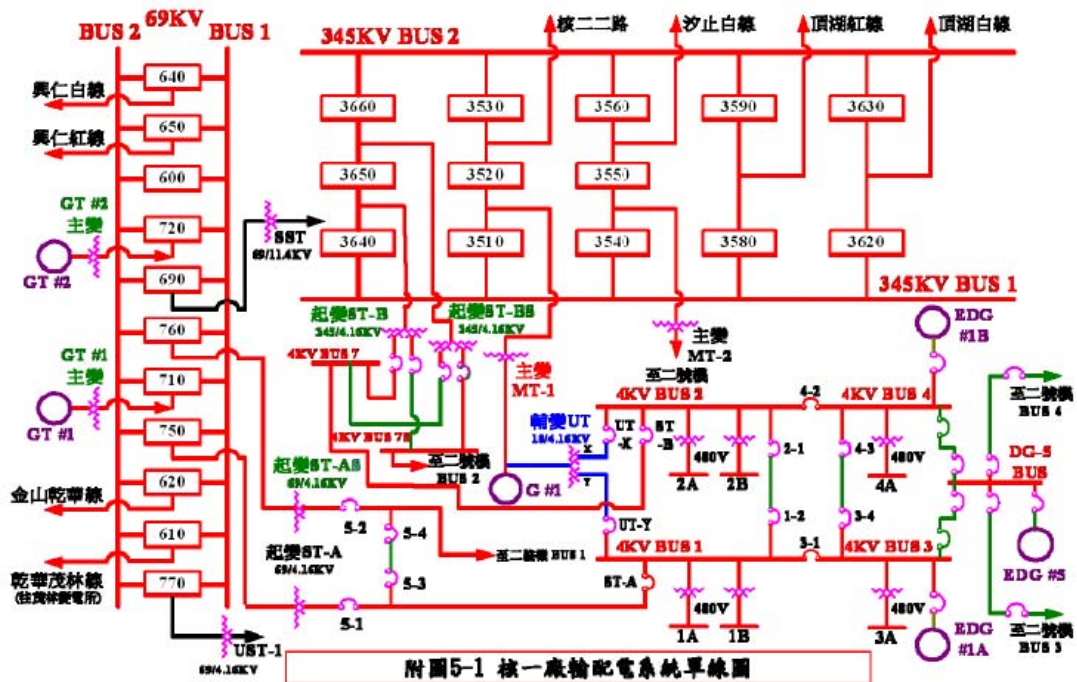 69KV
BUS 2
BUS 1
640
興仁白線
650
興仁紅線
600
GT #2
主變
720
GT #2
690
SST
69/11.4KV
760
GT #1
主變
710
GT #1
750
620
金山乾華線
610
乾華茂林線
(往茂林變電所)
770
UST-1
69/4.16KV
345KV BUS 2
核二二路
汐止白線
頂湖紅線
頂湖白線
3660
3530
3560
3590
3630
3650
3520
3550
3640
3510
3540
3580
3620
345KV BUS 1
起變ST-B
345/4.16KV
起變ST-BS
345/4.16KV
4KV BUS 7
4KV BUS 7S
至二號機
BUS 2
主變
MT-1
主變
MT-2
至二號機
G #1
輔變UT
18/4.16KV
X
Y
UT
-X
ST
-B
UT-Y
ST-A
起變ST-AS
69/4.16KV
起變ST-A
69/4.16KV
5-2
5-4
5-3
5-1
至二號機 BUS 1
4KV BUS 2
4-2
4KV BUS 4
480V
2A
2B
2-1
4-3
480V
4A
1-2
3-4
4KV BUS 1
3-1
4KV BUS 3
480V
1A
1B
480V
3A
EDG
#1B
至二號機
BUS 4
DG-5
BUS
EDG #5
EDG
#1A
至二號機
BUS 3
附圖5-1 核一廠輸配電系統單線圖